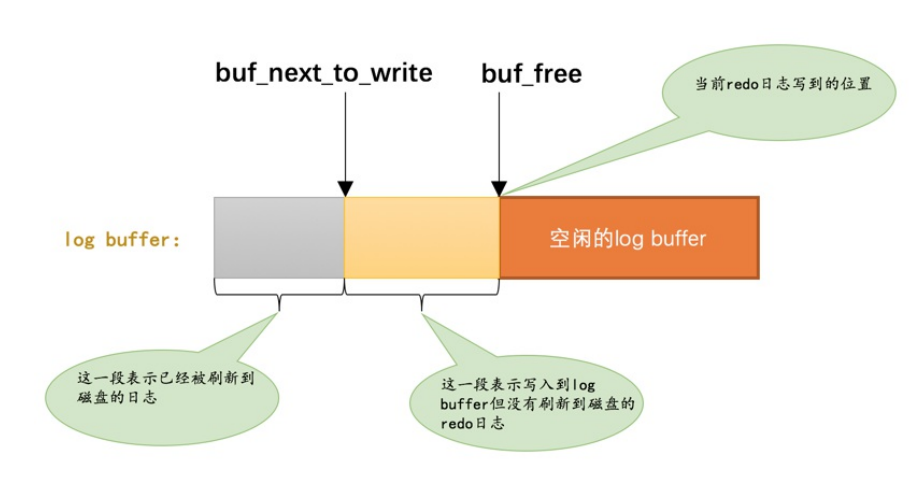 buf_next_to_write
buf_free
当前redo日志写到的位置
log buffer：
空闲的log buffer
这一段表示已经被刷新到
磁盘的日志
这一段表示写入到log
buffer但没有刷新到磁盘的
redo日志